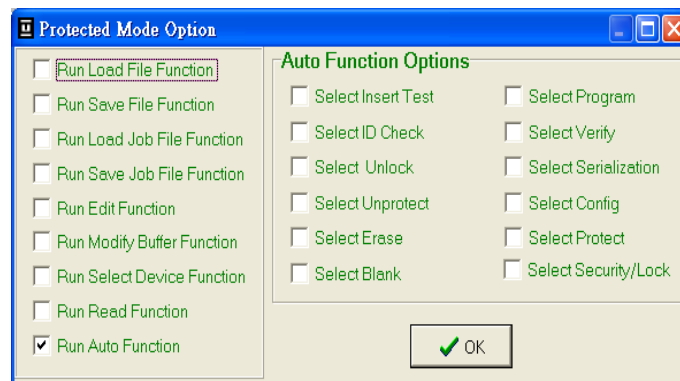 Protected Mode Option
Run Load File Function
Run Save File Function
Run Load Job File Function
Run Save Job File Function
Run Edit Function
Run Modify Buffer Function
Run Select Device Function
Run Read Function
Run Auto Function
Auto Function Options
Select Insert Test
Select ID Check
Select Unlock
Select Unprotect
Select Erase
Select Blank
Select Program
Select Verify
Select Serialization
Select Config
Select Protect
Select Security/Lock
OK